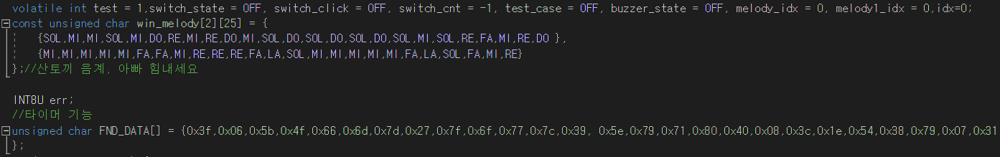 volatile int test = 1,switch_state = OFF, switch_click = OFF, switch_cnt = -1, test_case = OFF, buzzer_state = OFF, melody_idx = 0, melody1_idx = 0,idx=0;
const unsigned char win_melody[2][25] = {
{SOL,MI,MI,SOL,MI,DO,RE,MI,RE,DO,MI,SOL,DO,SOL,DO,SOL,DO,SOL,MI,SOL,RE,FA,MI,RE,DO },
{MI,MI,MI,MI,MI,FA,FA,MI,RE,RE,RE,FA,LA,SOL,MI,MI,MI,MI,MI,FA,LA,SOL,FA,MI,RE}
};//산토끼 음계, 아빠 힘내세요
INT8U err;
//타이머 기능
unsigned char FND_DATA[] = {0x3f,0x06,0x5b,0x4f,0x66,0x6d,0x7d,0x27,0x7f,0x6f,0x77,0x7c,0x39, 0x5e,0x79,0x71,0x80,0x40,0x08,0x3c,0x1e,0x54,0x38,0x79,0x07,0x31
};